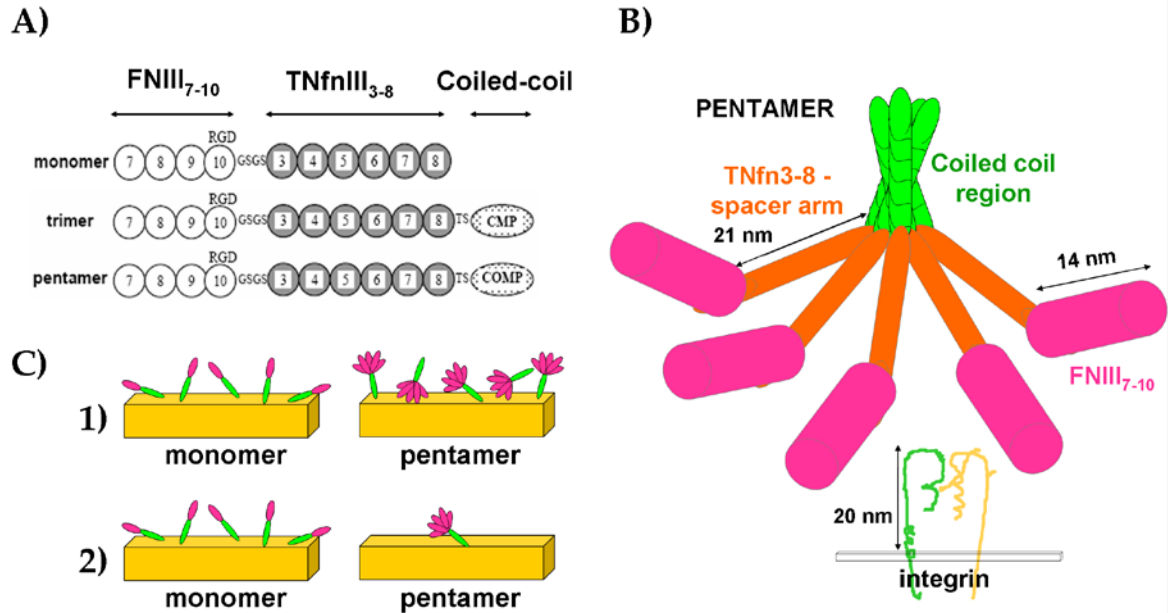 A)
FNIII7-10 TNfnIII3-8 Coiled-coil
RGD
monomer 7 8 9 10 GSGS 3 4 5 6 7 8
RGD
trimer 7 8 9 10 GSGS 3 4 5 6 7 8 TS CMP
RGD
pentamer 7 8 9 10 GSGS 3 4 5 6 7 8 TS COMP
B)
PENTAMER
Coiled coil
region
TNfn3-8 -
spacer arm
21 nm
14 nm
FNIII7-10
20 nm
integrin
C)
1)
monomer pentamer
2)
monomer pentamer